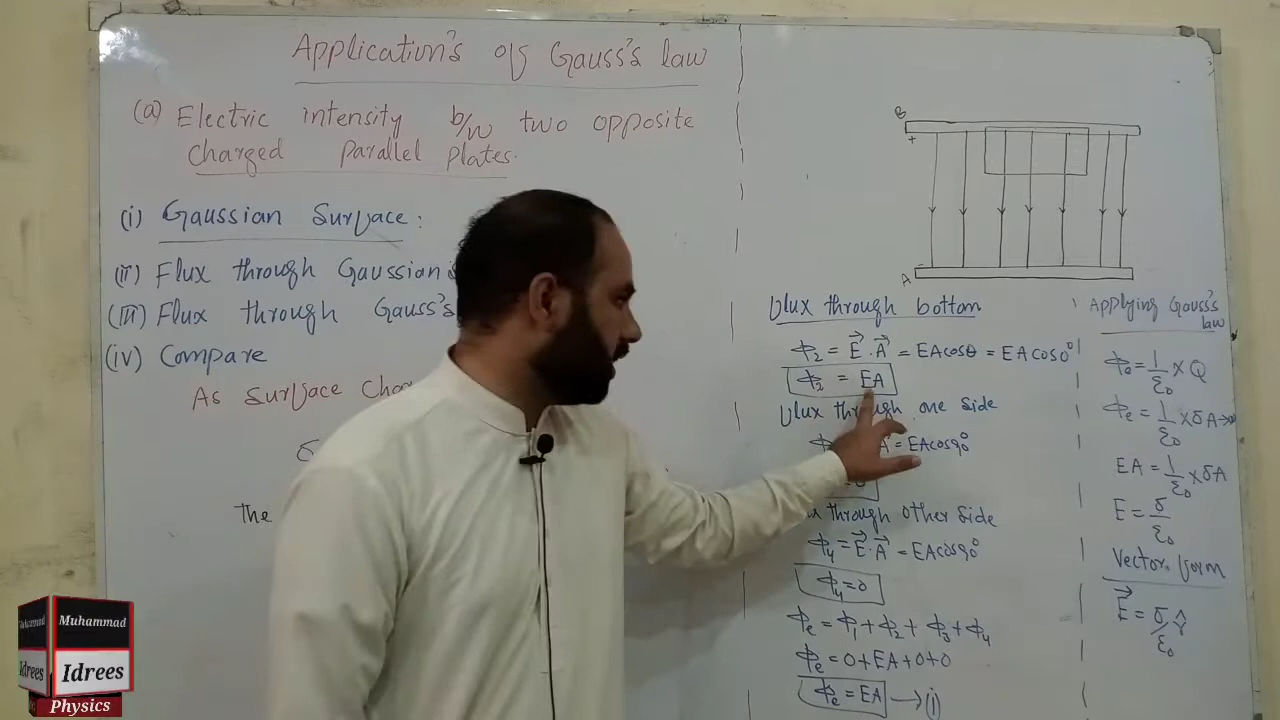 Application's of Gauss's law
(a) Electric intensity b/w two opposite
charged parallel plates.
(i) Gaussian Surface:
(ii) Flux through Gaussian
(III) Flux through Gauss's
(iv) Compare
As Surface
The
B
+
A
Flux through bottom
Φ₂ = E⃗ . A⃗ = EAcosθ = EAcos0°
Φ₂ = EA
Flux through one side
A⃗ = EAcos90°
through other side
Φ₄ = E⃗ . A⃗ = EAcos90°
Φ₄ = 0
Φe = Φ₁ + Φ₂ + Φ₃ + Φ₄
Φe = 0 + EA + 0 + 0
Φe = EA → (i)
Applying Gauss's
law
Φe = 1/ε₀ × Q
Φe = 1/ε₀ × δA →
EA = 1/ε₀ × δA
E = δ/ε₀
Vector form
E⃗ = δ/ε₀ r̂
Muhammad
Muhammad
Idrees
Idrees
Physics